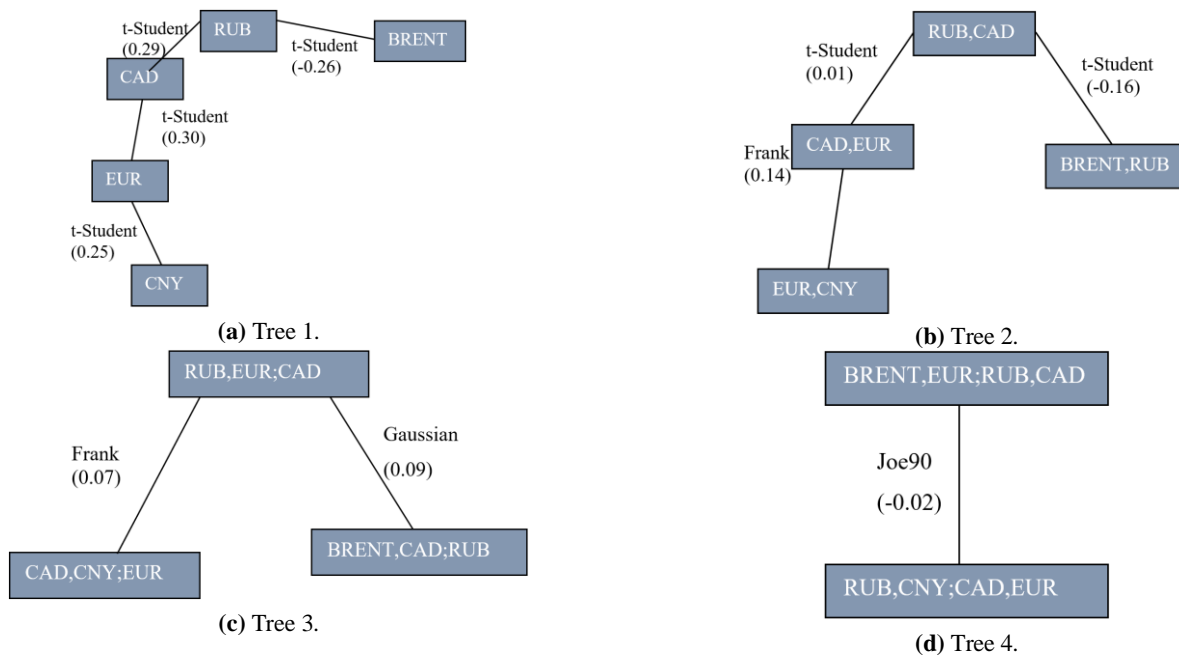 t-Student
(0.29)
RUB
t-Student
(-0.26)
BRENT
CAD
t-Student
(0.30)
EUR
t-Student
(0.25)
CNY
(a) Tree 1.
RUB,CAD
t-Student
(0.01)
t-Student
(-0.16)
CAD,EUR
Frank
(0.14)
BRENT,RUB
EUR,CNY
(b) Tree 2.
RUB,EUR;CAD
Frank
(0.07)
Gaussian
(0.09)
CAD,CNY;EUR
BRENT,CAD;RUB
(c) Tree 3.
BRENT,EUR;RUB,CAD
Joe90
(-0.02)
RUB,CNY;CAD,EUR
(d) Tree 4.